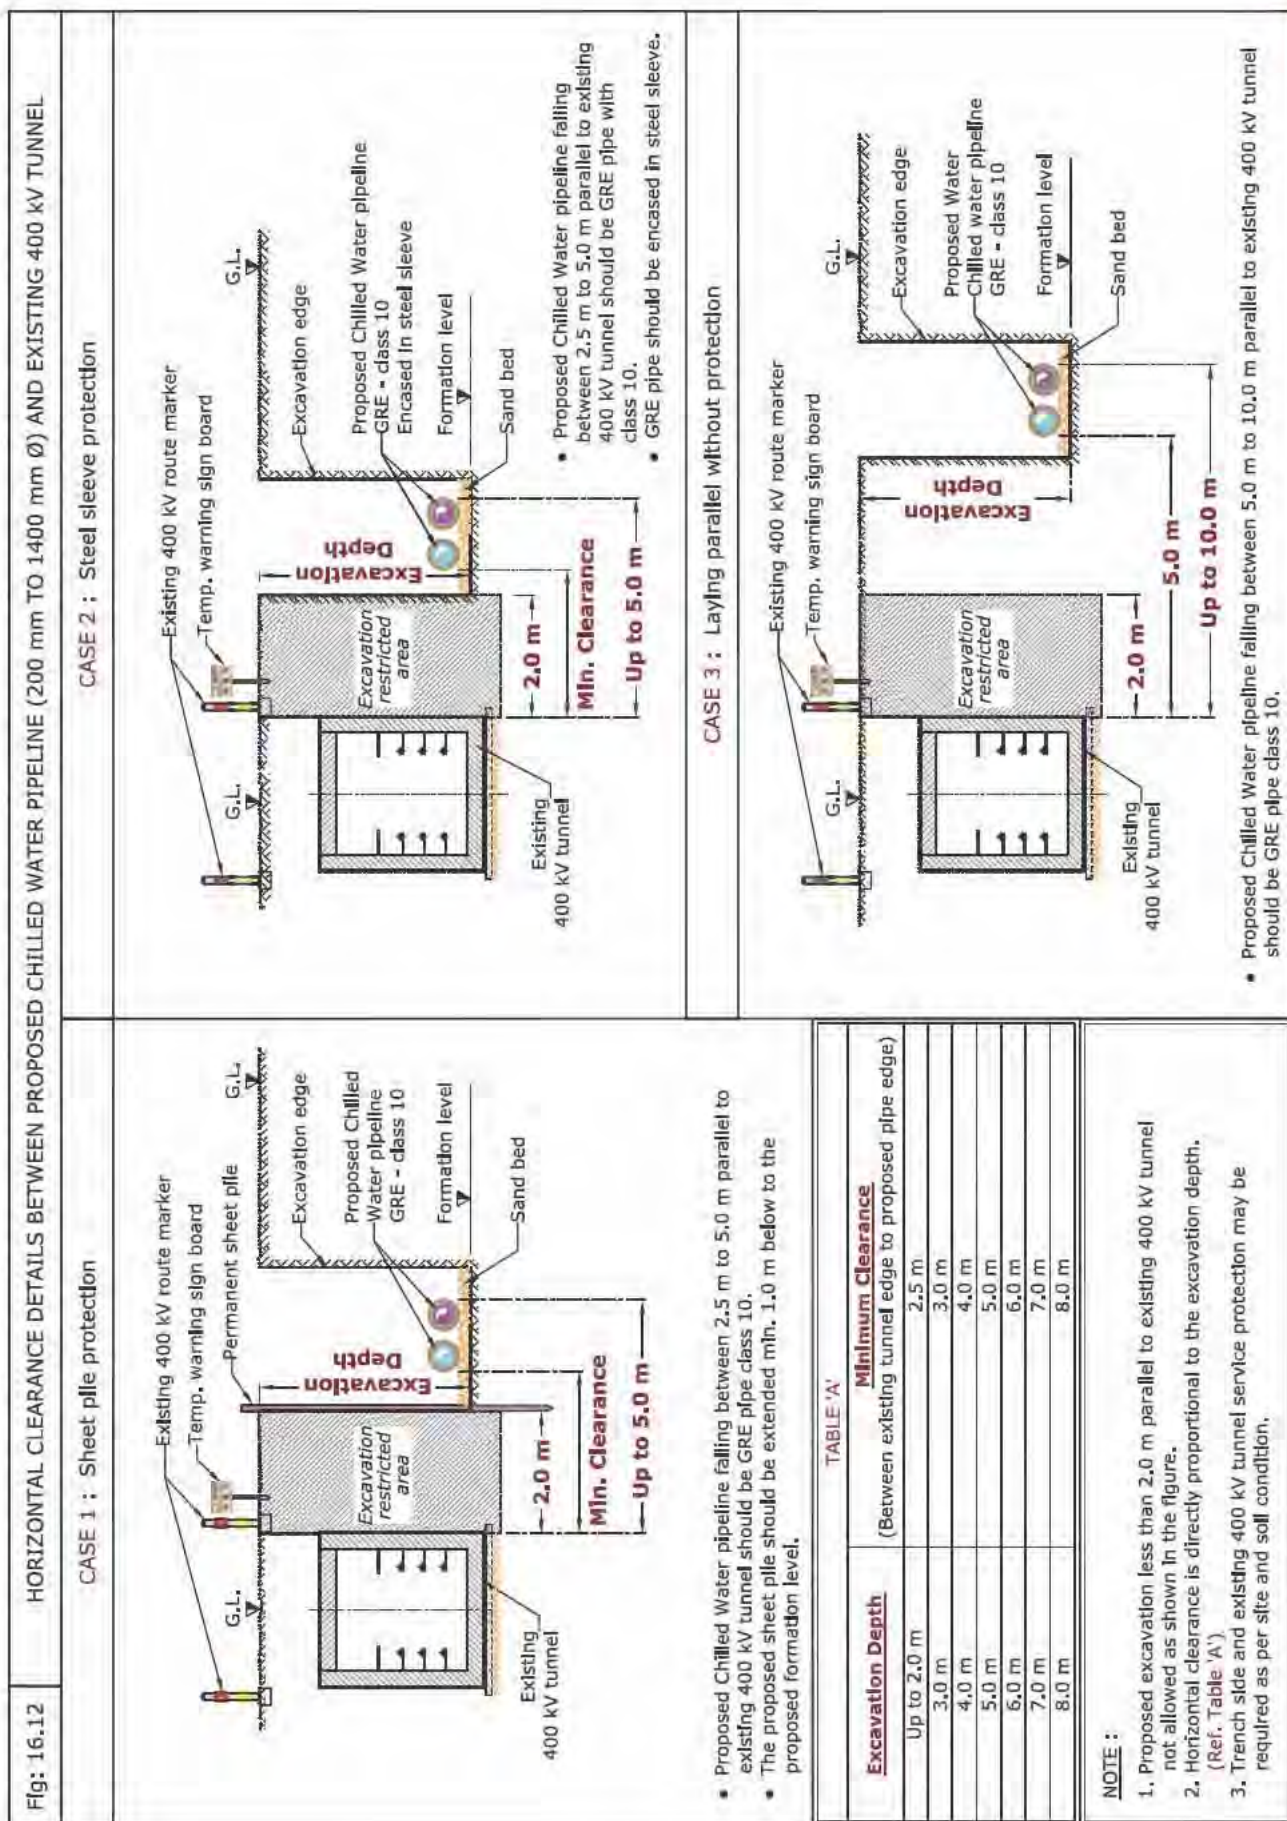 Fig: 16.12
HORIZONTAL CLEARANCE DETAILS BETWEEN PROPOSED CHILLED WATER PIPELINE (200 mm TO 1400 mm Ø) AND EXISTING 400 kV TUNNEL
CASE 1 : Sheet pile protection
Existing 400 kV route marker
Temp. warning sign board
Permanent sheet pile
G.L.
G.L.
Excavation edge
Excavation
restricted
area
Excavation
Depth
Proposed Chilled
Water pipeline
GRE - class 10
Formation level
Sand bed
Existing
400 kV tunnel
2.0 m
Min. Clearance
Up to 5.0 m
• Proposed Chilled Water pipeline falling between 2.5 m to 5.0 m parallel to
existing 400 kV tunnel should be GRE pipe class 10.
• The proposed sheet pile should be extended min. 1.0 m below to the
proposed formation level.
CASE 2 : Steel sleeve protection
Existing 400 kV route marker
Temp. warning sign board
G.L.
G.L.
Excavation edge
Excavation
restricted
area
Excavation
Depth
Proposed Chilled Water pipeline
GRE - class 10
Encased in steel sleeve
Formation level
Sand bed
Existing
400 kV tunnel
2.0 m
Min. Clearance
Up to 5.0 m
• Proposed Chilled Water pipeline falling
between 2.5 m to 5.0 m parallel to existing
400 kV tunnel should be GRE pipe with
class 10.
• GRE pipe should be encased in steel sleeve.
CASE 3 : Laying parallel without protection
Existing 400 kV route marker
Temp. warning sign board
G.L.
G.L.
Excavation edge
Excavation
restricted
area
Excavation
Depth
Proposed Water
Chilled water pipeline
GRE - class 10
Formation level
Sand bed
Existing
400 kV tunnel
2.0 m
5.0 m
Up to 10.0 m
• Proposed Chilled Water pipeline falling between 5.0 m to 10.0 m parallel to existing 400 kV tunnel
should be GRE pipe class 10.
TABLE 'A'
Excavation Depth Minimum Clearance
(Between existing tunnel edge to proposed pipe edge)
Up to 2.0 m 2.5 m
3.0 m 3.0 m
4.0 m 4.0 m
5.0 m 5.0 m
6.0 m 6.0 m
7.0 m 7.0 m
8.0 m 8.0 m
NOTE :
1. Proposed excavation less than 2.0 m parallel to existing 400 kV tunnel
not allowed as shown in the figure.
2. Horizontal clearance is directly proportional to the excavation depth.
(Ref. Table 'A')
3. Trench side and existing 400 kV tunnel service protection may be
required as per site and soil condition.